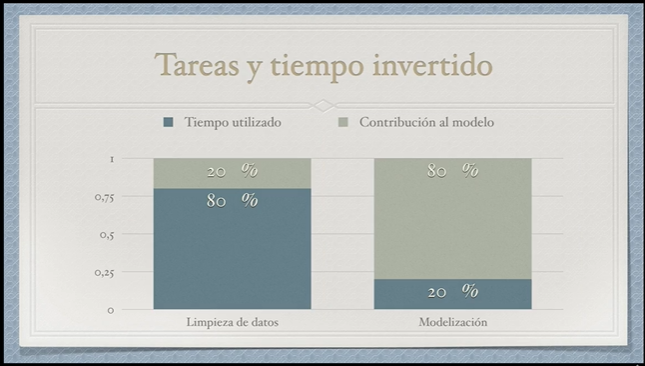 Tareas y tiempo invertido
Tiempo utilizado
Contribución al modelo
1
0,75
0,5
0,25
0
20 %
80 %
80 %
20 %
Limpieza de datos
Modelización